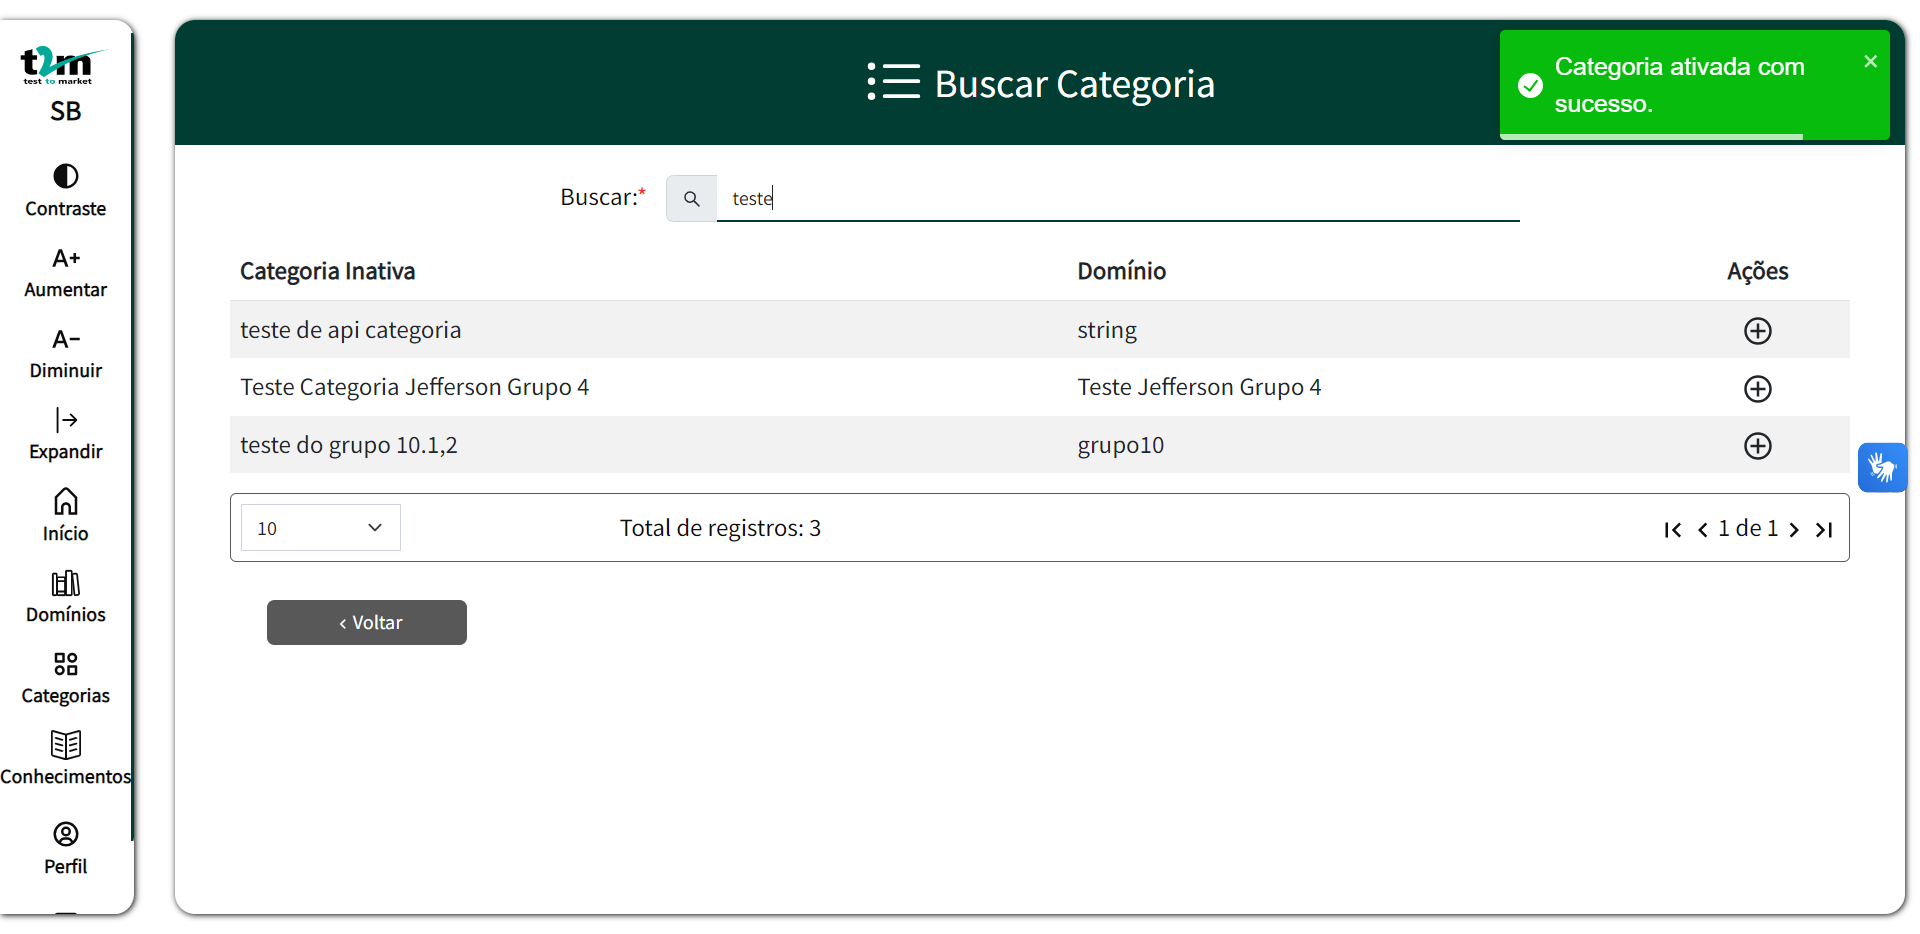 t2m
test to market
SB
Contraste
A+
Aumentar
A-
Diminuir
Expandir
Início
Domínios
Categorias
Conhecimentos
Perfil
Buscar Categoria
Categoria ativada com
sucesso.
×
Buscar:* teste
Categoria Inativa Domínio Ações
teste de api categoria string
Teste Categoria Jefferson Grupo 4 Teste Jefferson Grupo 4
teste do grupo 10.1,2 grupo10
10 Total de registros: 3 1 de 1
‹ Voltar